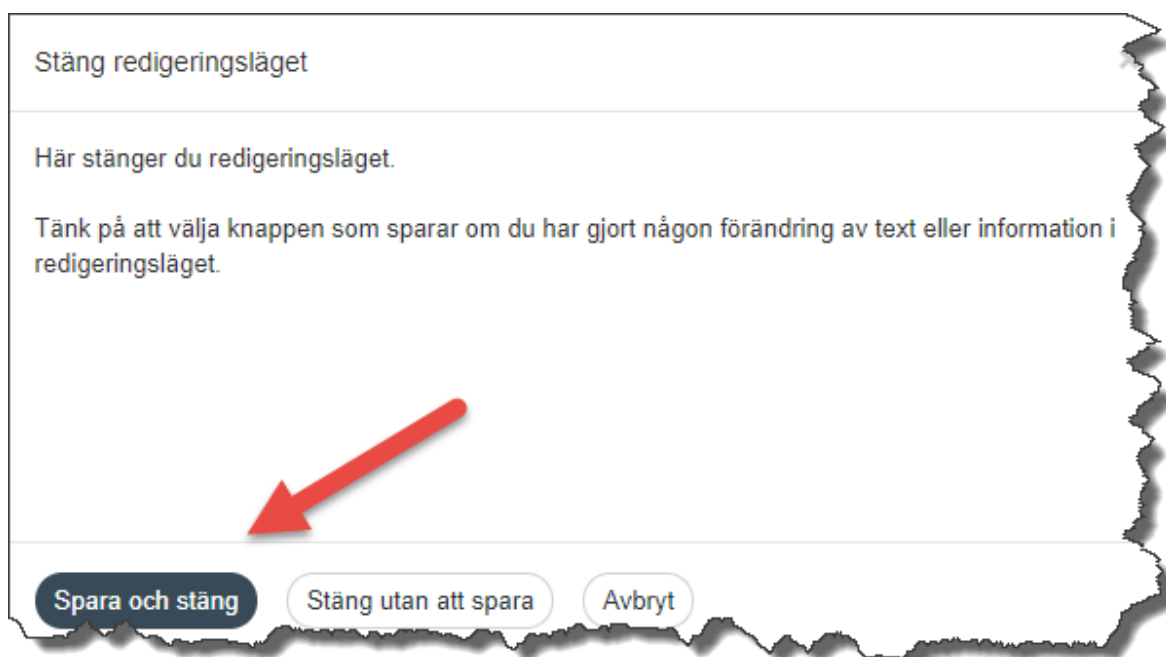 Stäng redigeringsläget
Här stänger du redigeringsläget.
Tänk på att välja knappen som sparar om du har gjort någon förändring av text eller information i
redigeringsläget.
Spara och stäng
Stäng utan att spara
Avbryt